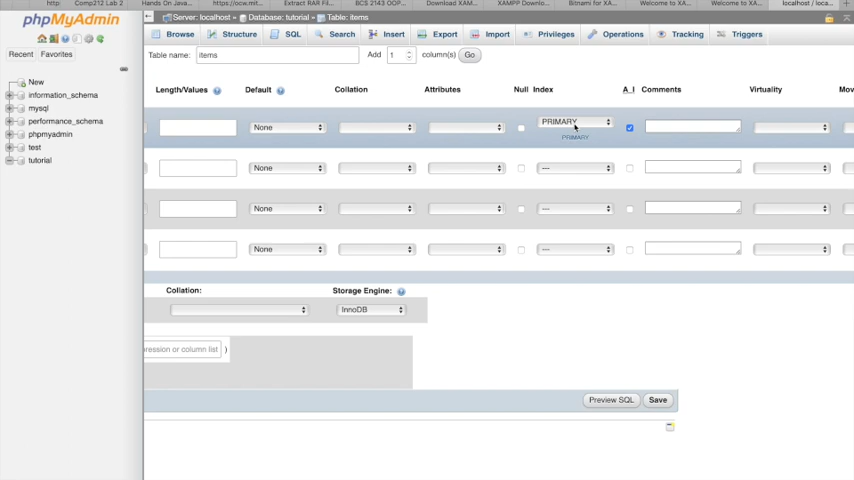 http Comp212 Lab 2 Hands On Java... https://ocw.mit... Extract RAR Fil... BCS 2143 OOP... Download XAM... XAMPP Downlo... Bitnami for XA... Welcome to XA... Welcome to XA... localhost / loca...
phpMyAdmin
Server: localhost » Database: tutorial » Table: items
Browse Structure SQL Search Insert Export Import Privileges Operations Tracking Triggers
Recent Favorites
Table name: items Add 1 column(s) Go
New
information_schema
mysql
performance_schema
phpmyadmin
test
tutorial
Length/Values Default Collation Attributes Null Index A_I Comments Virtuality Mov
None PRIMARY
PRIMARY
None ---
None ---
None ---
Collation: Storage Engine:
InnoDB
ression or column list )
Preview SQL Save